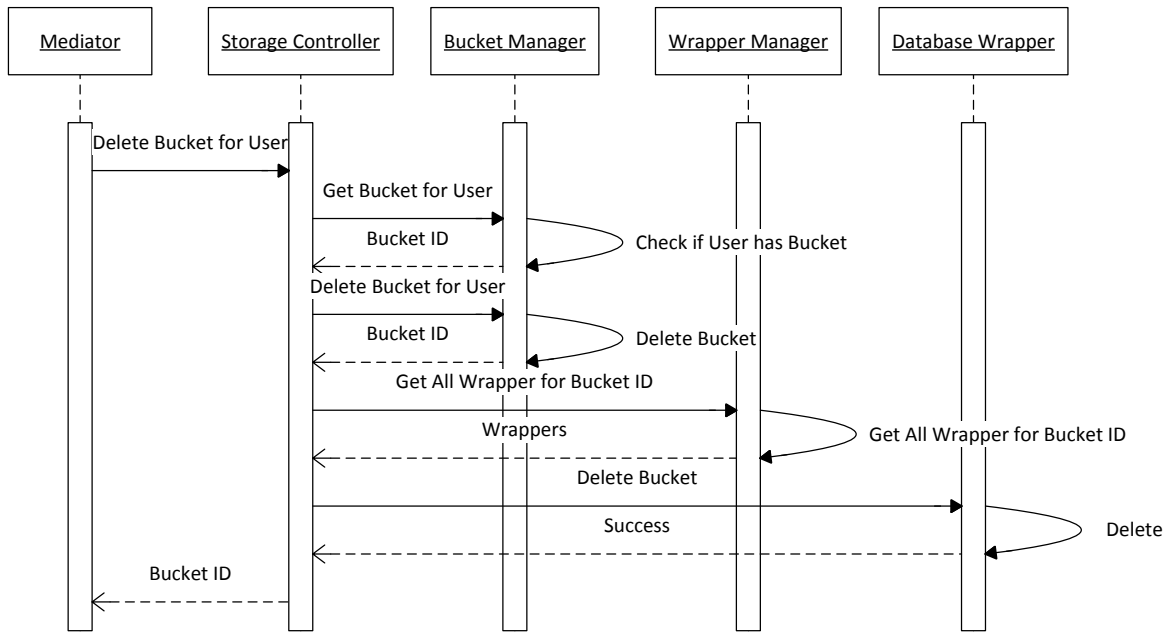 Mediator
Storage Controller
Bucket Manager
Wrapper Manager
Database Wrapper
Delete Bucket for User
Get Bucket for User
Check if User has Bucket
Bucket ID
Delete Bucket for User
Delete Bucket
Bucket ID
Get All Wrapper for Bucket ID
Get All Wrapper for Bucket ID
Wrappers
Delete Bucket
Delete
Success
Bucket ID